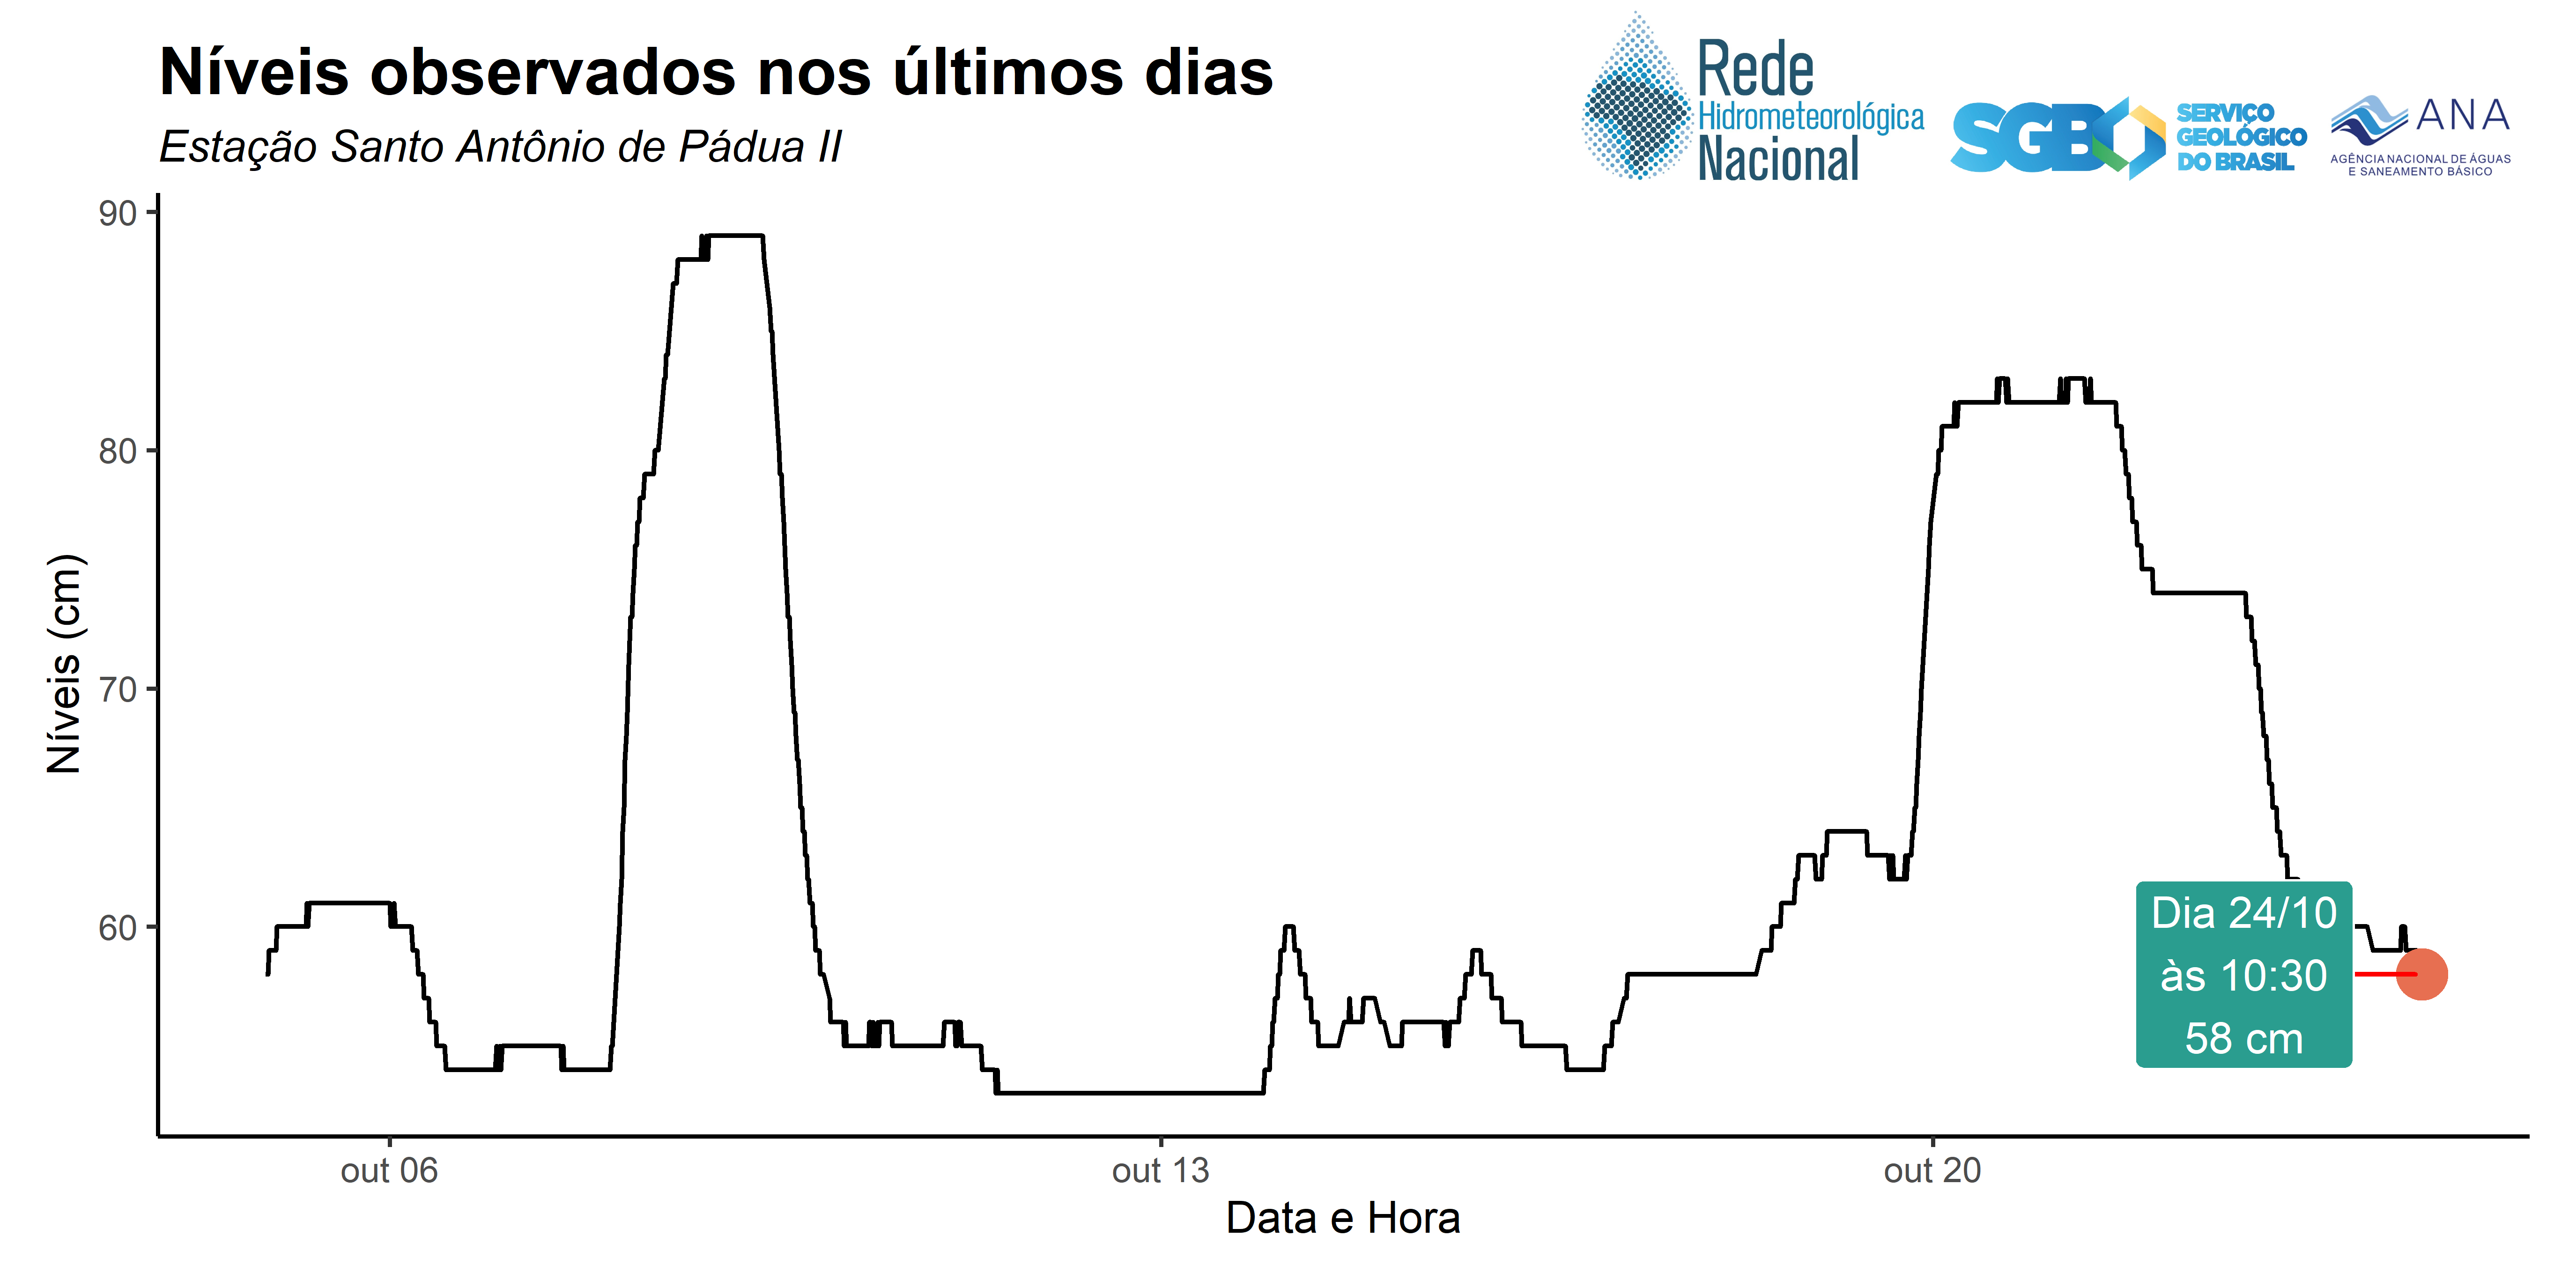 Níveis observados nos últimos dias
Estação Santo Antônio de Pádua II
Rede
Hidrometeorológica
Nacional
SGB
SERVIÇO
GEOLÓGICO
DO BRASIL
ANA
AGÊNCIA NACIONAL DE ÁGUAS
E SANEAMENTO BÁSICO
Níveis (cm)
90
80
70
60
Dia 24/10
às 10:30
58 cm
out 06
out 13
out 20
Data e Hora